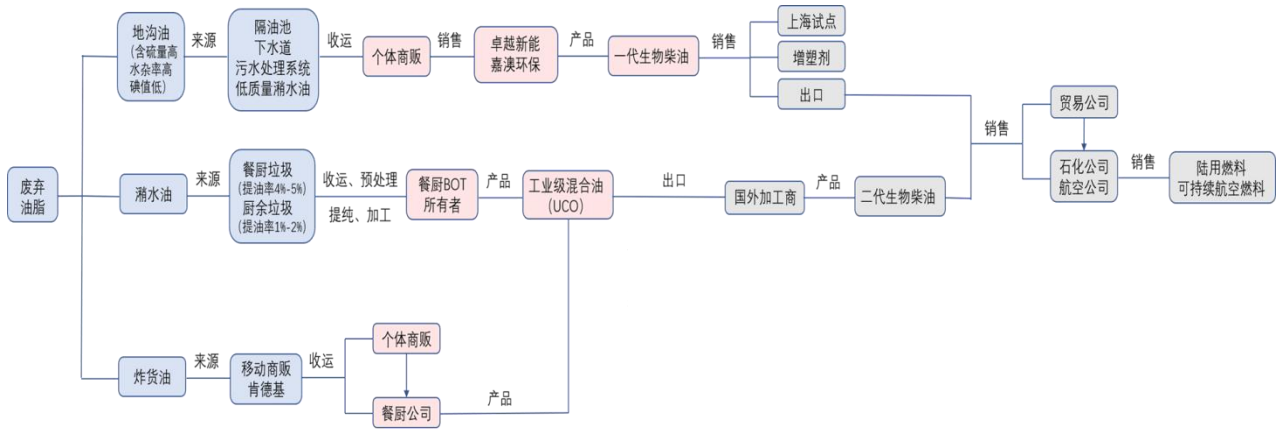 废弃
油脂
地沟油
(含硫量高
水杂率高
碘值低)
来源
隔油池
下水道
污水处理系统
低质量潲水油
收运
个体商贩
销售
卓越新能
嘉澳环保
产品
一代生物柴油
销售
上海试点
增塑剂
出口
潲水油
来源
餐厨垃圾
(提油率4%-5%)
厨余垃圾
(提油率1%-2%)
收运、预处理
提纯、加工
餐厨BOT
所有者
产品
工业级混合油
(UCO)
出口
国外加工商
产品
二代生物柴油
销售
贸易公司
石化公司
航空公司
销售
陆用燃料
可持续航空燃料
炸货油
来源
移动商贩
肯德基
收运
个体商贩
餐厨公司
产品